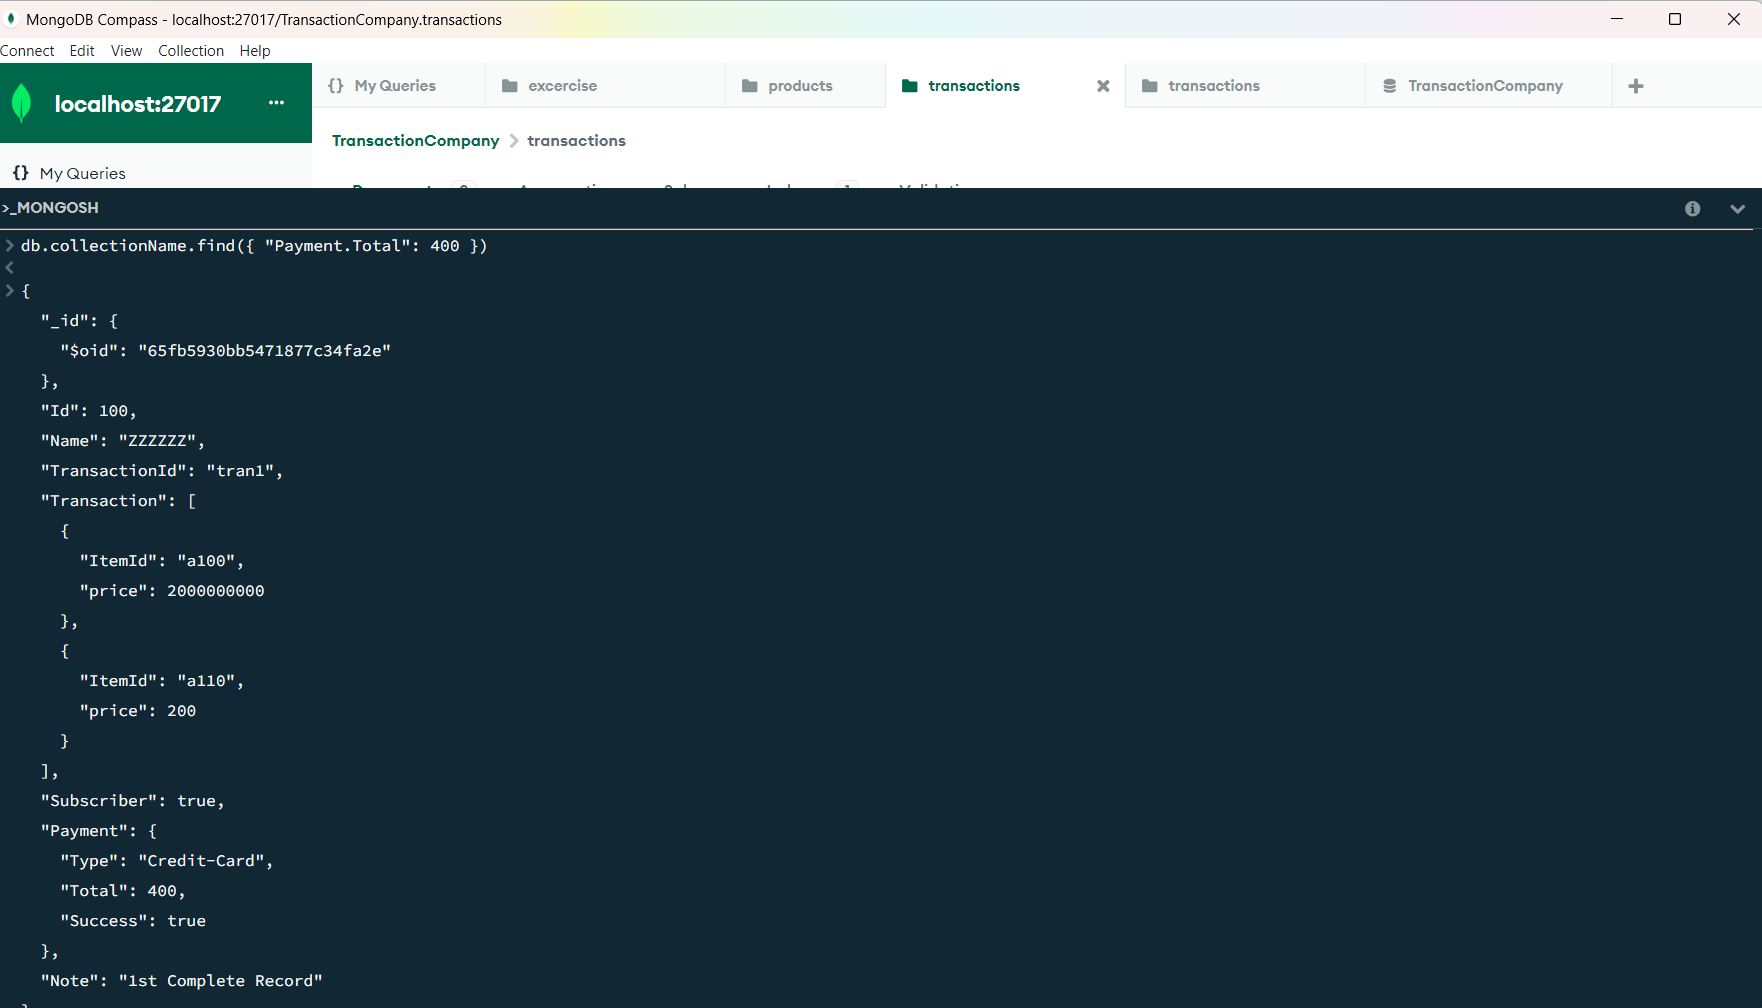 MongoDB Compass - localhost:27017/TransactionCompany.transactions
Connect Edit View Collection Help
localhost:27017 ···
{} My Queries
excercise
products
transactions
transactions
TransactionCompany
TransactionCompany > transactions
{} My Queries
>_MONGOSH
> db.collectionName.find({ "Payment.Total": 400 })
<
> {
"_id": {
"$oid": "65fb5930bb5471877c34fa2e"
},
"Id": 100,
"Name": "ZZZZZZ",
"TransactionId": "tran1",
"Transaction": [
{
"ItemId": "a100",
"price": 2000000000
},
{
"ItemId": "a110",
"price": 200
}
],
"Subscriber": true,
"Payment": {
"Type": "Credit-Card",
"Total": 400,
"Success": true
},
"Note": "1st Complete Record"